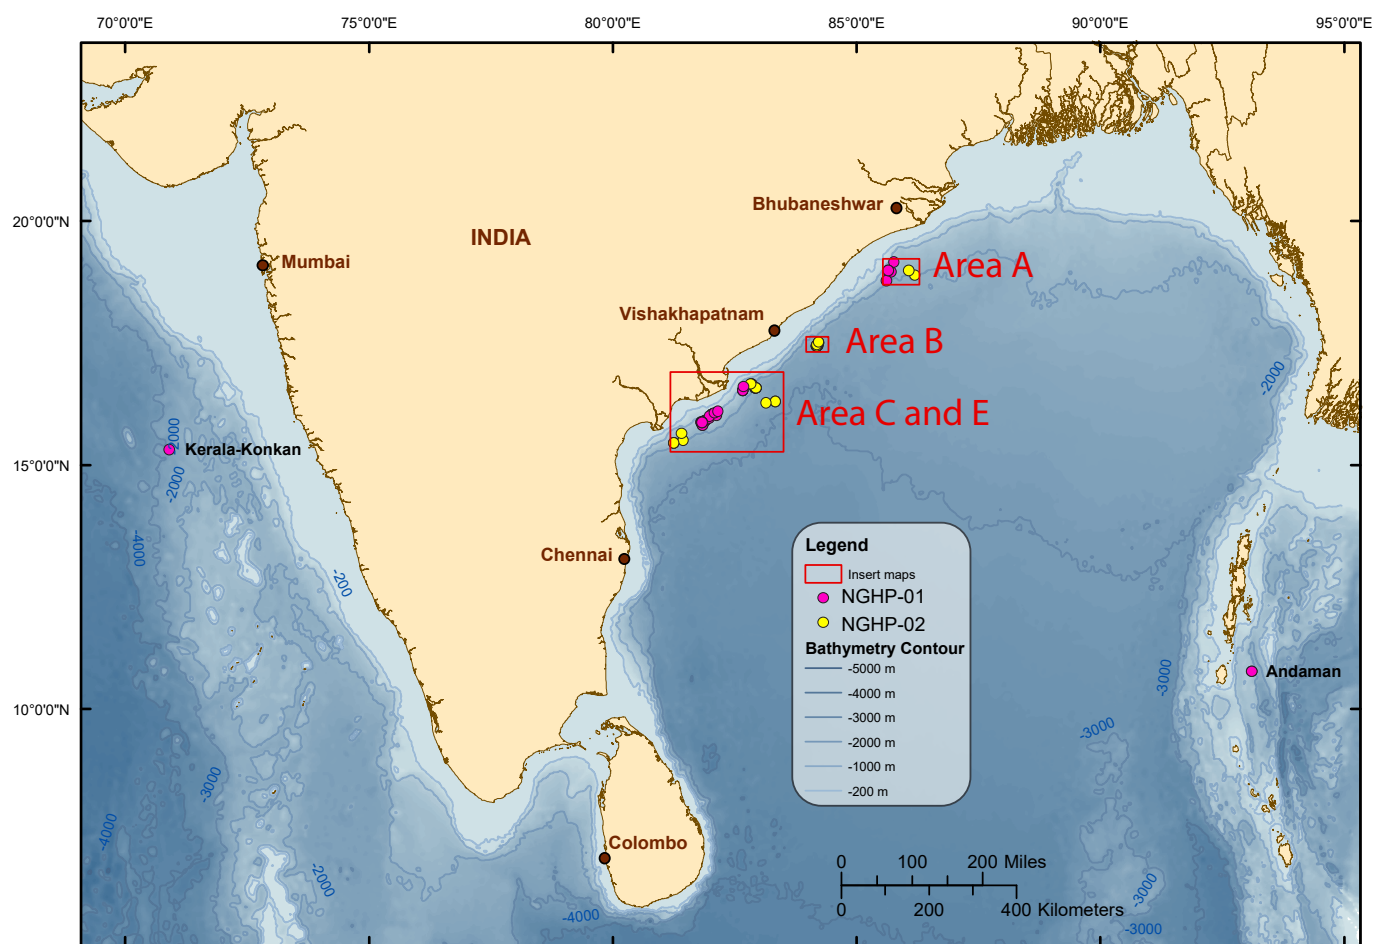 70°0'0"E 75°0'0"E 80°0'0"E 85°0'0"E 90°0'0"E 95°0'0"E
20°0'0"N
15°0'0"N
10°0'0"N
Bhubaneshwar
INDIA
Mumbai
Area A
Vishakhapatnam
Area B
-2000
Area C and E
-2000
Kerala-Konkan
-2000
-4000
-200
Chennai
Legend
Insert maps
NGHP-01
NGHP-02
Bathymetry Contour
-5000 m
-4000 m
-3000 m
-2000 m
-1000 m
-200 m
-3000
Andaman
-3000
-3000
-4000
Colombo
-2000
-4000
-3000
-3000
0 100 200 Miles
0 200 400 Kilometers